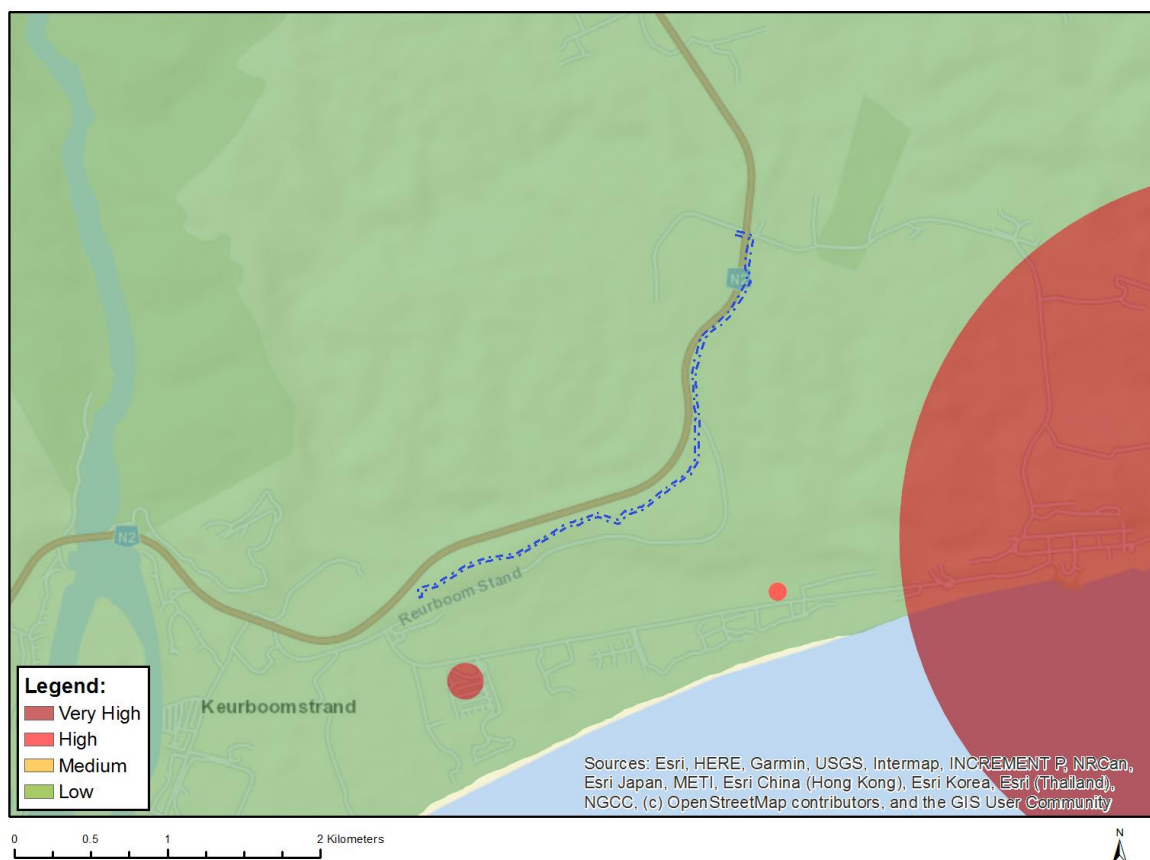 N2
N2
Reurboom Stand
Keurboomstrand
Legend:
Very High
High
Medium
Low
Sources: Esri, HERE, Garmin, USGS, Intermap, INCREMENT P, NRCan,
Esri Japan, METI, Esri China (Hong Kong), Esri Korea, Esri (Thailand),
NGCC, (c) OpenStreetMap contributors, and the GIS User Community
0 0.5 1 2 Kilometers
N